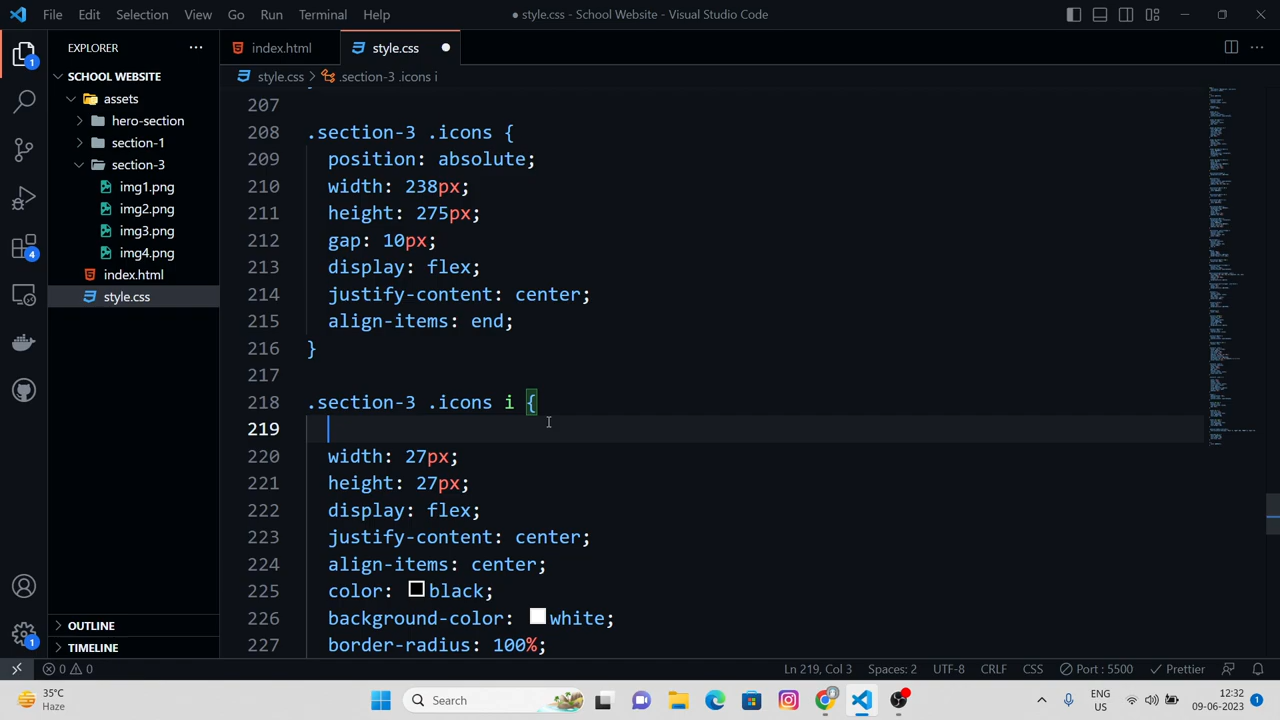 File Edit Selection View Go Run Terminal Help
style.css - School Website - Visual Studio Code
EXPLORER
index.html
style.css
style.css > .section-3 .icons i
SCHOOL WEBSITE
assets
hero-section
section-1
section-3
img1.png
img2.png
img3.png
img4.png
index.html
style.css
OUTLINE
TIMELINE
1
4
1
207
208 .section-3 .icons {
209 position: absolute;
210 width: 238px;
211 height: 275px;
212 gap: 10px;
213 display: flex;
214 justify-content: center;
215 align-items: end;
216 }
217
218 .section-3 .icons i {
219
220 width: 27px;
221 height: 27px;
222 display: flex;
223 justify-content: center;
224 align-items: center;
225 color: black;
226 background-color: white;
227 border-radius: 100%;
0 0 Ln 219, Col 3 Spaces: 2 UTF-8 CRLF CSS Port : 5500 Prettier
35°C
Haze
Search
ENG
US
12:32
09-06-2023